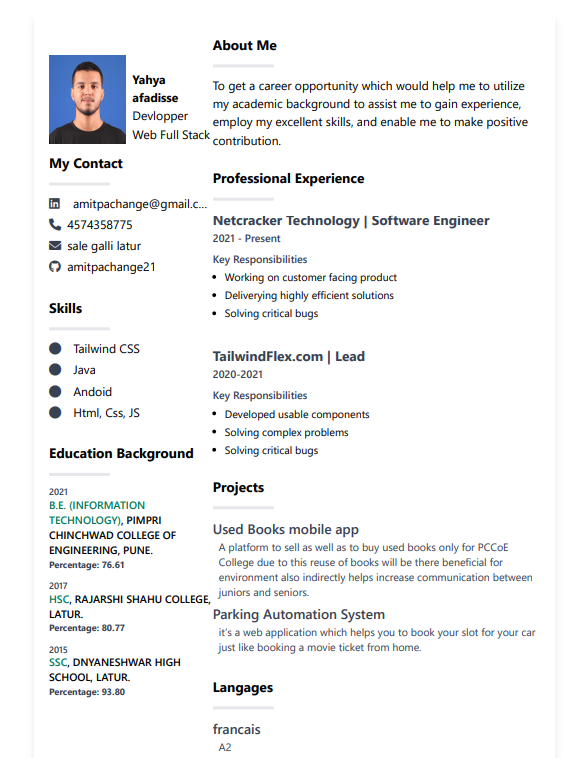 Yahya
afadisse
Devlopper
Web Full Stack
My Contact
amitpachange@gmail.c...
4574358775
sale galli latur
amitpachange21
Skills
Tailwind CSS
Java
Andoid
Html, Css, JS
Education Background
2021
B.E. (INFORMATION
TECHNOLOGY), PIMPRI
CHINCHWAD COLLEGE OF
ENGINEERING, PUNE.
Percentage: 76.61
2017
HSC, RAJARSHI SHAHU COLLEGE,
LATUR.
Percentage: 80.77
2015
SSC, DNYANESHWAR HIGH
SCHOOL, LATUR.
Percentage: 93.80
About Me
To get a career opportunity which would help me to utilize
my academic background to assist me to gain experience,
employ my excellent skills, and enable me to make positive
contribution.
Professional Experience
Netcracker Technology | Software Engineer
2021 - Present
Key Responsibilities
• Working on customer facing product
• Deliverying highly efficient solutions
• Solving critical bugs
TailwindFlex.com | Lead
2020-2021
Key Responsibilities
• Developed usable components
• Solving complex problems
• Solving critical bugs
Projects
Used Books mobile app
A platform to sell as well as to buy used books only for PCCoE
College due to this reuse of books will be there beneficial for
environment also indirectly helps increase communication between
juniors and seniors.
Parking Automation System
it's a web application which helps you to book your slot for your car
just like booking a movie ticket from home.
Langages
francais
A2